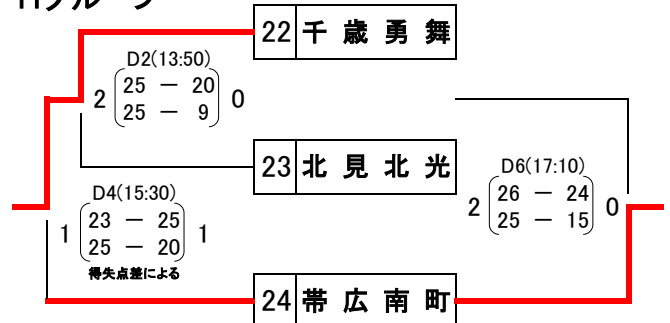 Hグループ
22 千歳勇舞
D2(13:50)
2 25 － 20 0
25 － 9
23 北見北光
D6(17:10)
2 26 － 24 0
25 － 15
D4(15:30)
1 23 － 25 1
25 － 20
得失点差による
24 帯広南町